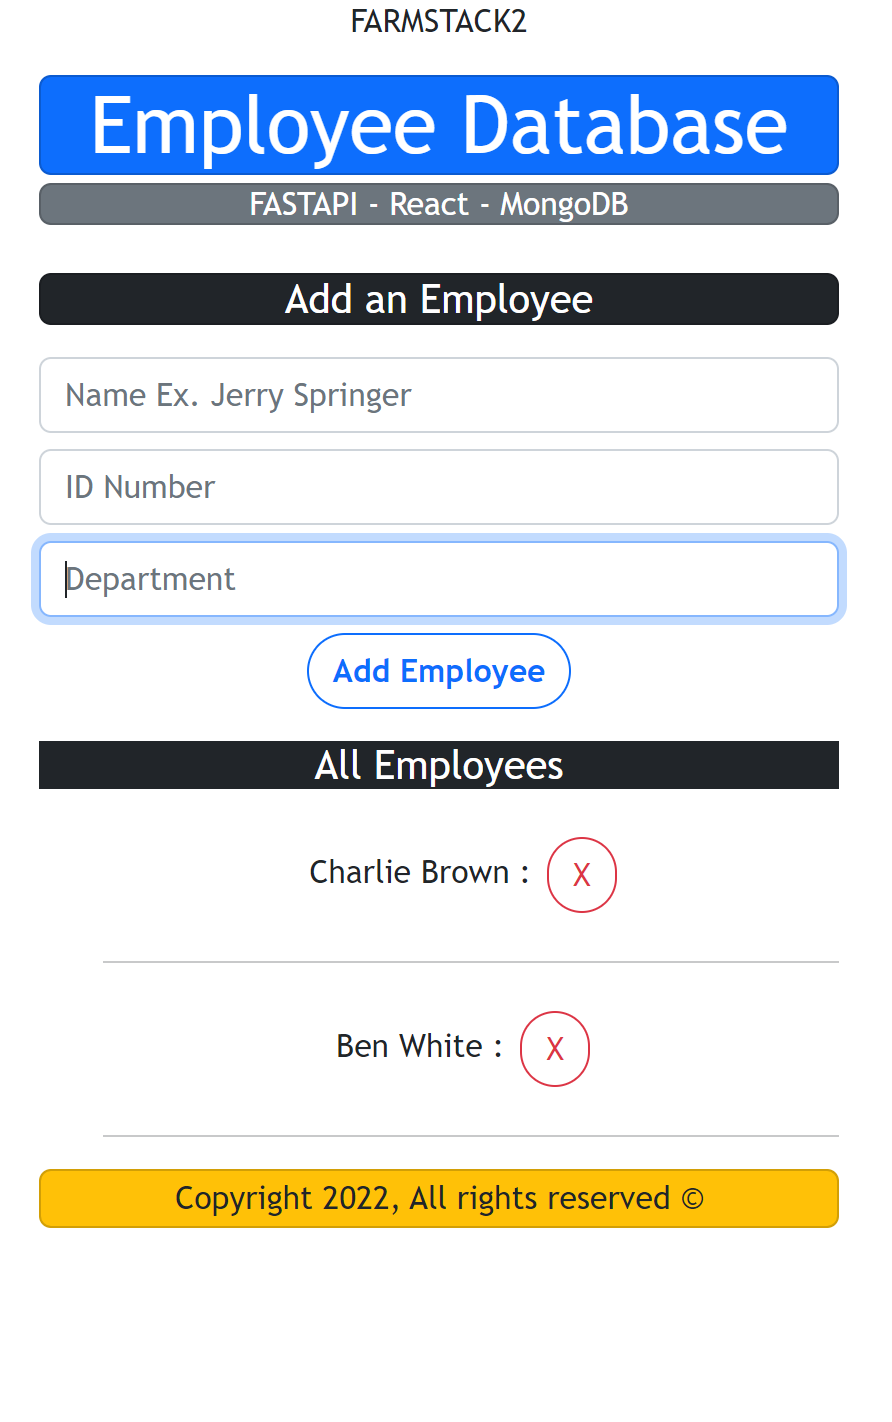 FARMSTACK2
Employee Database
FASTAPI - React - MongoDB
Add an Employee
Name Ex. Jerry Springer
ID Number
Department
Add Employee
All Employees
Charlie Brown : X
Ben White : X
Copyright 2022, All rights reserved ©